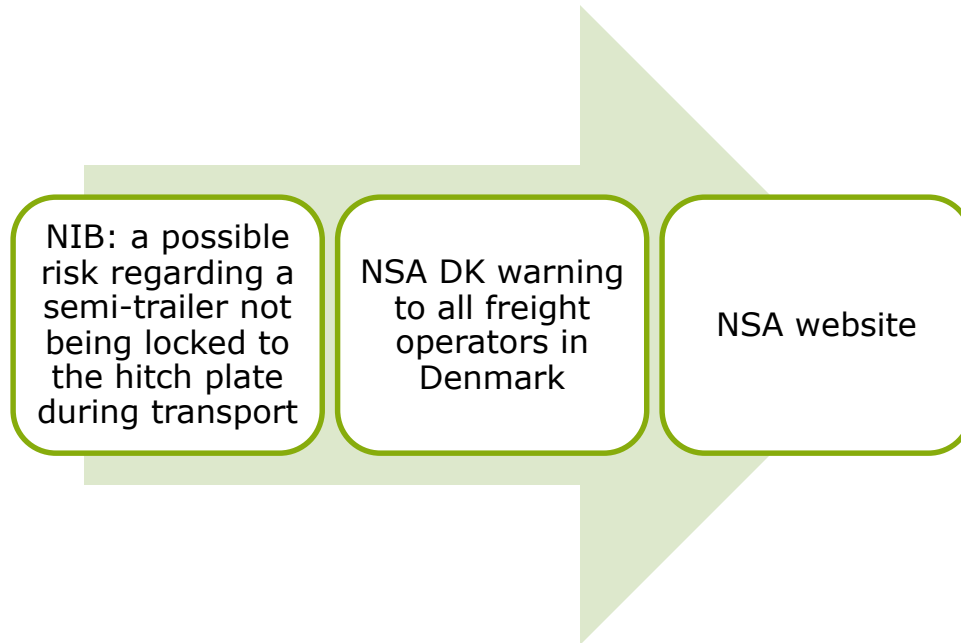 NIB: a possible
risk regarding a
semi-trailer not
being locked to
the hitch plate
during transport
NSA DK warning
to all freight
operators in
Denmark
NSA website